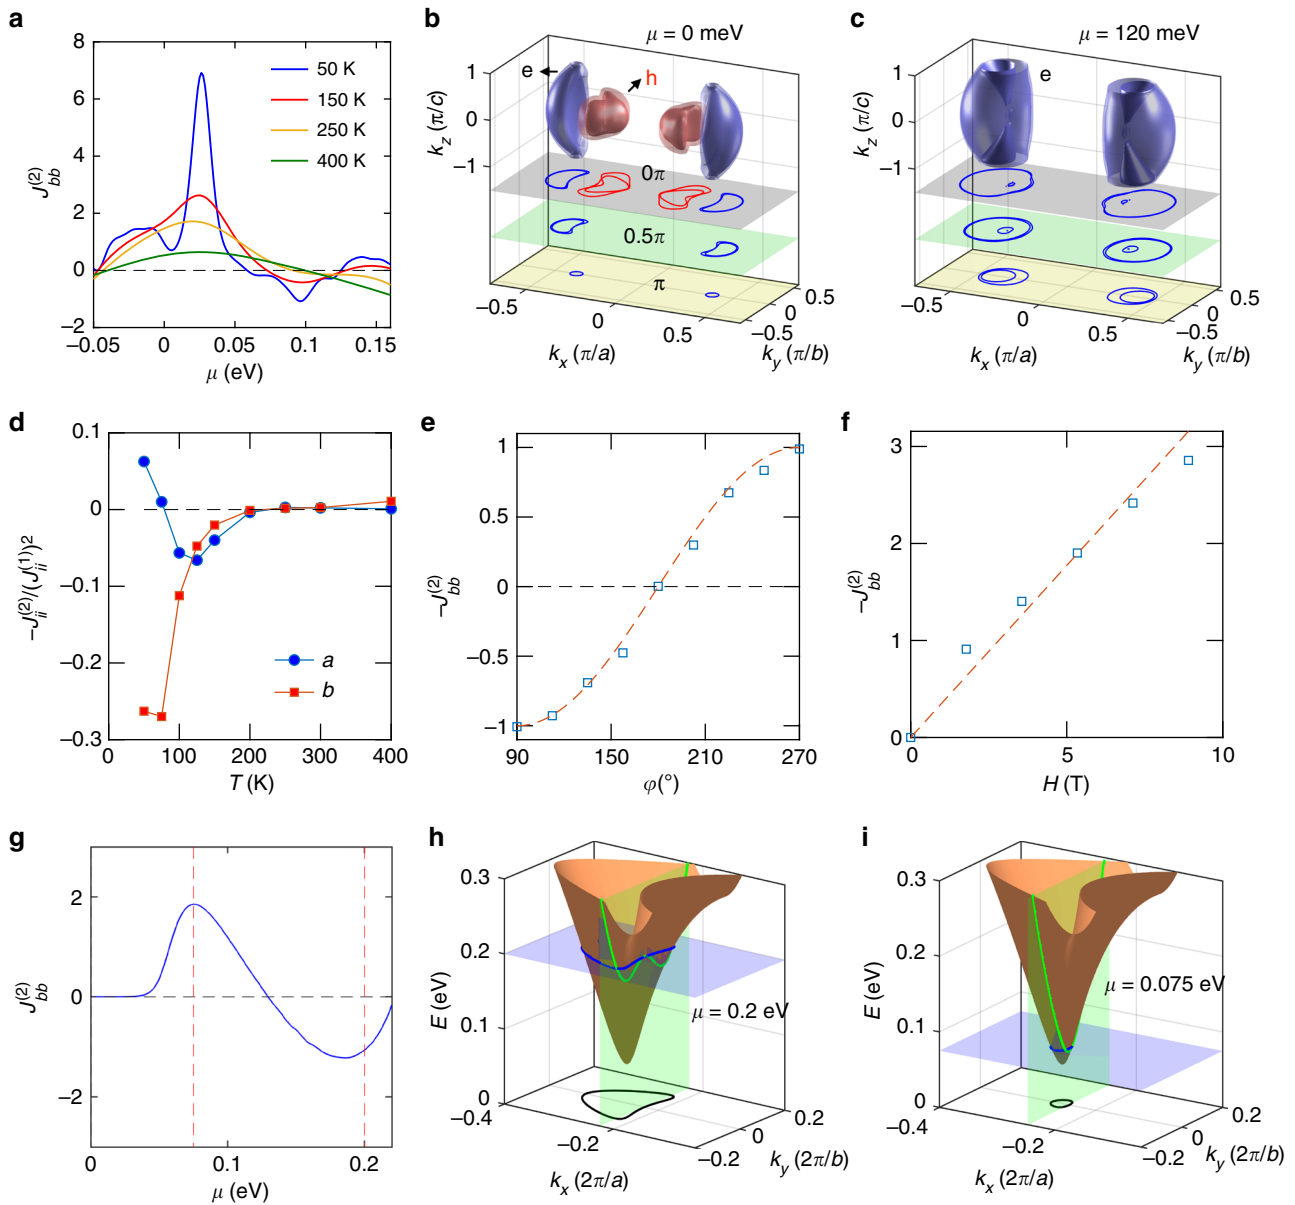 a
J_bb^(2)
8
6
4
2
0
−2
−0.05
0
0.05
0.1
0.15
μ (eV)
50 K
150 K
250 K
400 K
b
μ = 0 meV
e
h
k_z (π/c)
1
0
−1
0π
0.5π
π
−0.5
0
0.5
k_x (π/a)
0.5
0
−0.5
k_y (π/b)
c
μ = 120 meV
e
k_z (π/c)
1
0
−1
−0.5
0
0.5
k_x (π/a)
0.5
0
−0.5
k_y (π/b)
d
−J_ii^(2)/(J_ii^(1))^2
0.1
0
−0.1
−0.2
−0.3
0
100
200
300
400
T (K)
a
b
e
−J_bb^(2)
1
0.5
0
−0.5
−1
90
150
210
270
φ(°)
f
−J_bb^(2)
3
2
1
0
0
5
10
H (T)
g
J_bb^(2)
2
0
−2
0
0.1
0.2
μ (eV)
h
E (eV)
0.3
0.2
0.1
0
μ = 0.2 eV
−0.4
−0.2
k_x (2π/a)
0.2
0
−0.2
k_y (2π/b)
i
E (eV)
0.3
0.2
0.1
0
μ = 0.075 eV
−0.4
−0.2
k_x (2π/a)
0.2
0
−0.2
k_y (2π/b)